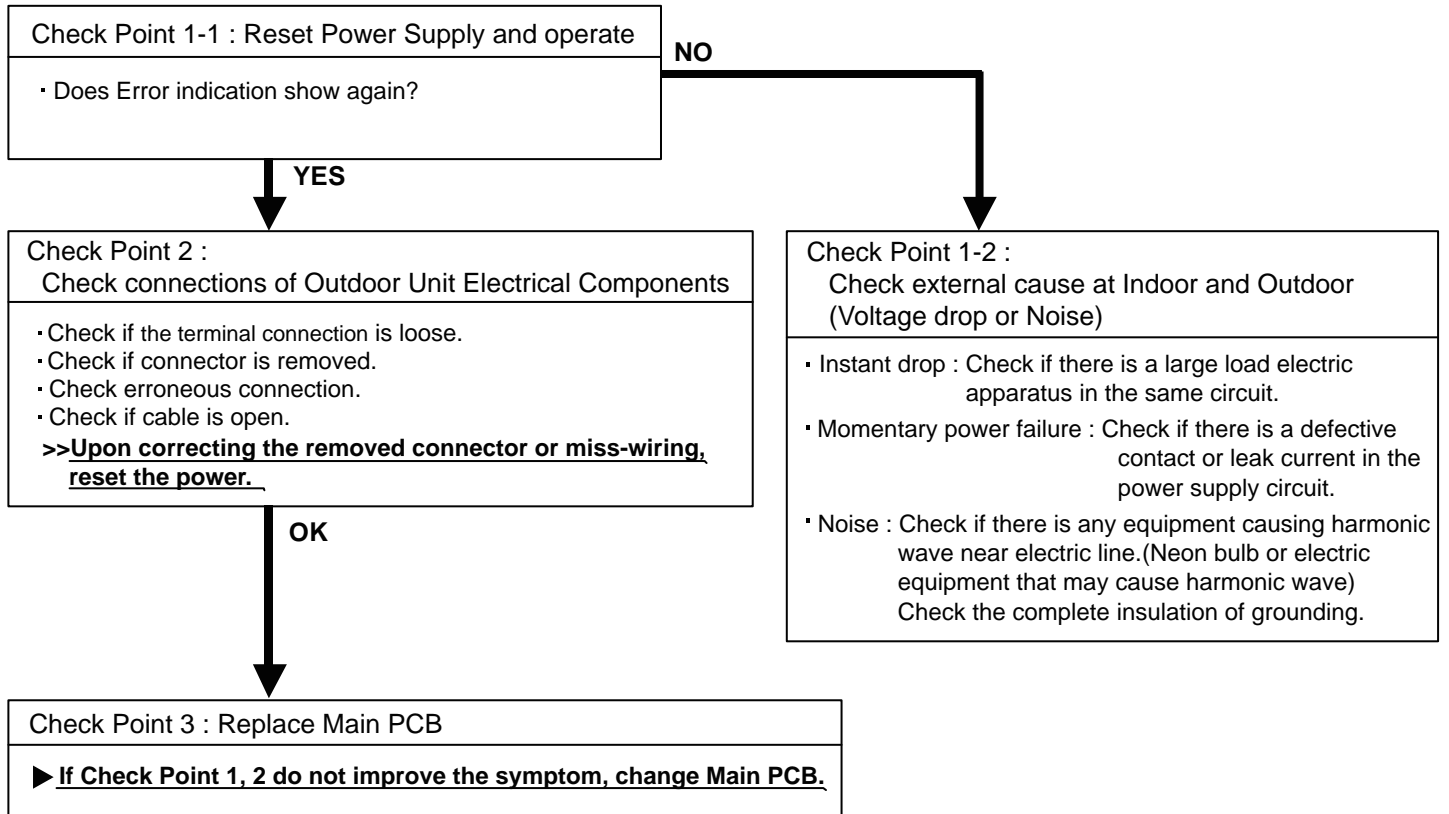 Check Point 1-1 : Reset Power Supply and operate
· Does Error indication show again?
NO
YES
Check Point 2 :
Check connections of Outdoor Unit Electrical Components
· Check if the terminal connection is loose.
· Check if connector is removed.
· Check erroneous connection.
· Check if cable is open.
>>Upon correcting the removed connector or miss-wiring,
reset the power.
OK
Check Point 1-2 :
Check external cause at Indoor and Outdoor
(Voltage drop or Noise)
· Instant drop : Check if there is a large load electric
apparatus in the same circuit.
· Momentary power failure : Check if there is a defective
contact or leak current in the
power supply circuit.
· Noise : Check if there is any equipment causing harmonic
wave near electric line.(Neon bulb or electric
equipment that may cause harmonic wave)
Check the complete insulation of grounding.
Check Point 3 : Replace Main PCB
▶ If Check Point 1, 2 do not improve the symptom, change Main PCB.